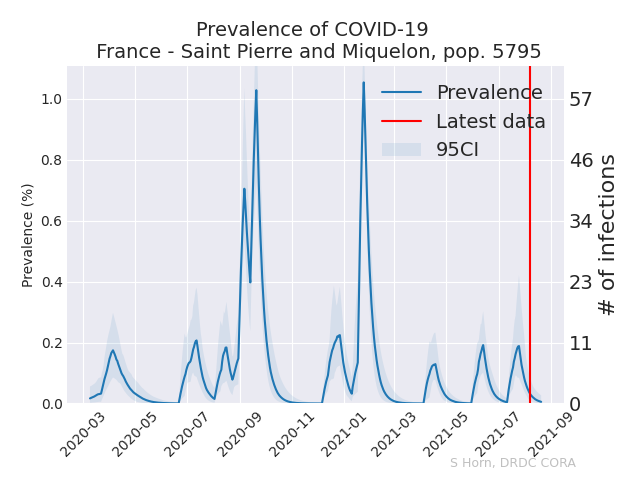 Prevalence of COVID-19
France - Saint Pierre and Miquelon, pop. 5795
Prevalence
Latest data
95CI
1.0
0.8
0.6
0.4
0.2
0.0
Prevalence (%)
57
46
34
23
11
0
# of infections
2020-03
2020-05
2020-07
2020-09
2020-11
2021-01
2021-03
2021-05
2021-07
2021-09
S Horn, DRDC CORA